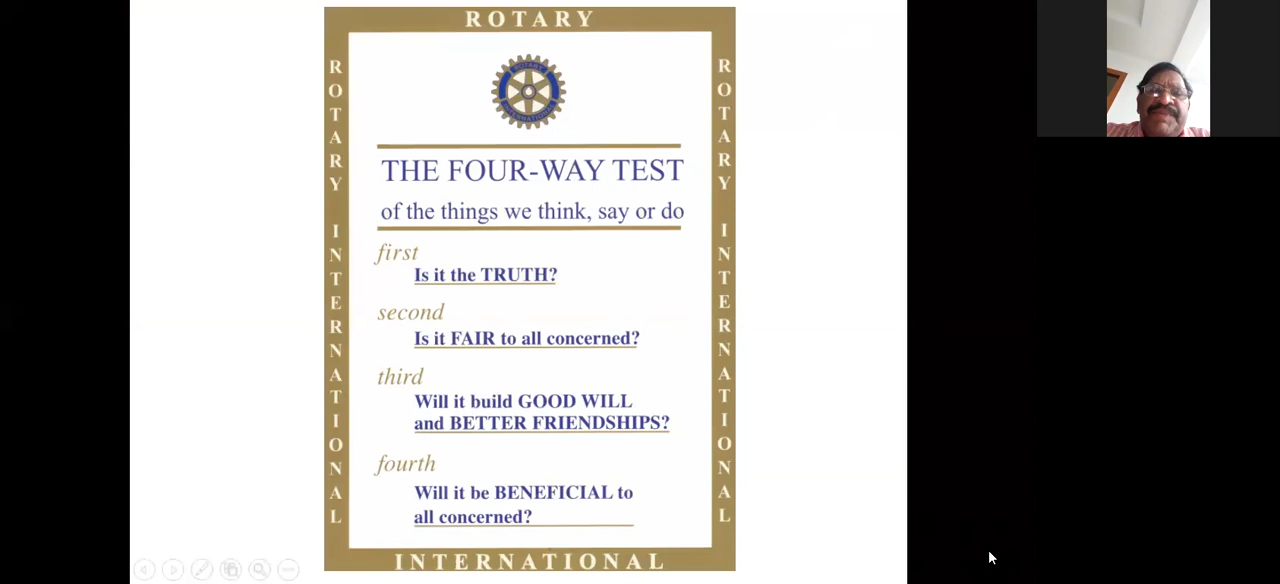 ROTARY
ROTARY INTERNATIONAL
ROTARY INTERNATIONAL
ROTARY
INTERNATIONAL
THE FOUR-WAY TEST
of the things we think, say or do
first
Is it the TRUTH?
second
Is it FAIR to all concerned?
third
Will it build GOOD WILL
and BETTER FRIENDSHIPS?
fourth
Will it be BENEFICIAL to
all concerned?
INTERNATIONAL